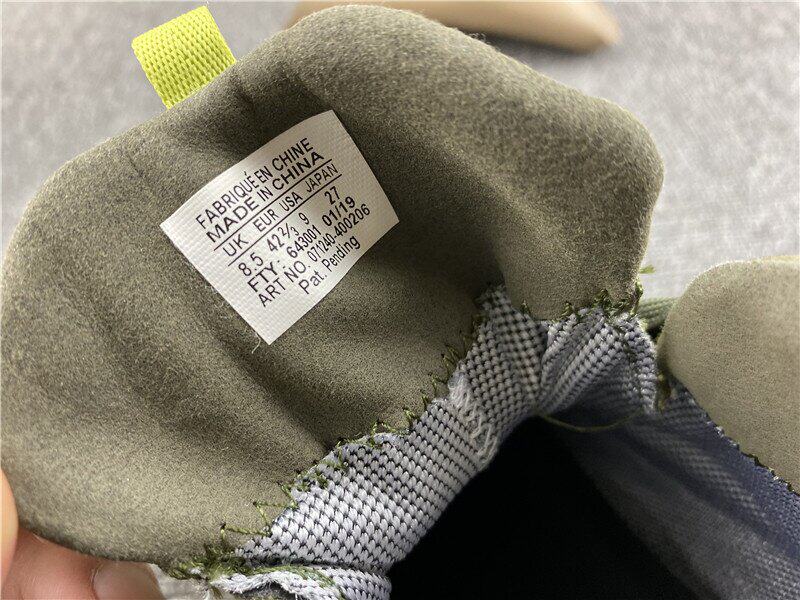 FABRIQUÉ EN CHINE
MADE IN CHINA
UK EUR USA JAPAN
8.5 42⅔ 9 27
FTY: 643001 01/19
ART NO. 071240-400206
Pat. Pending